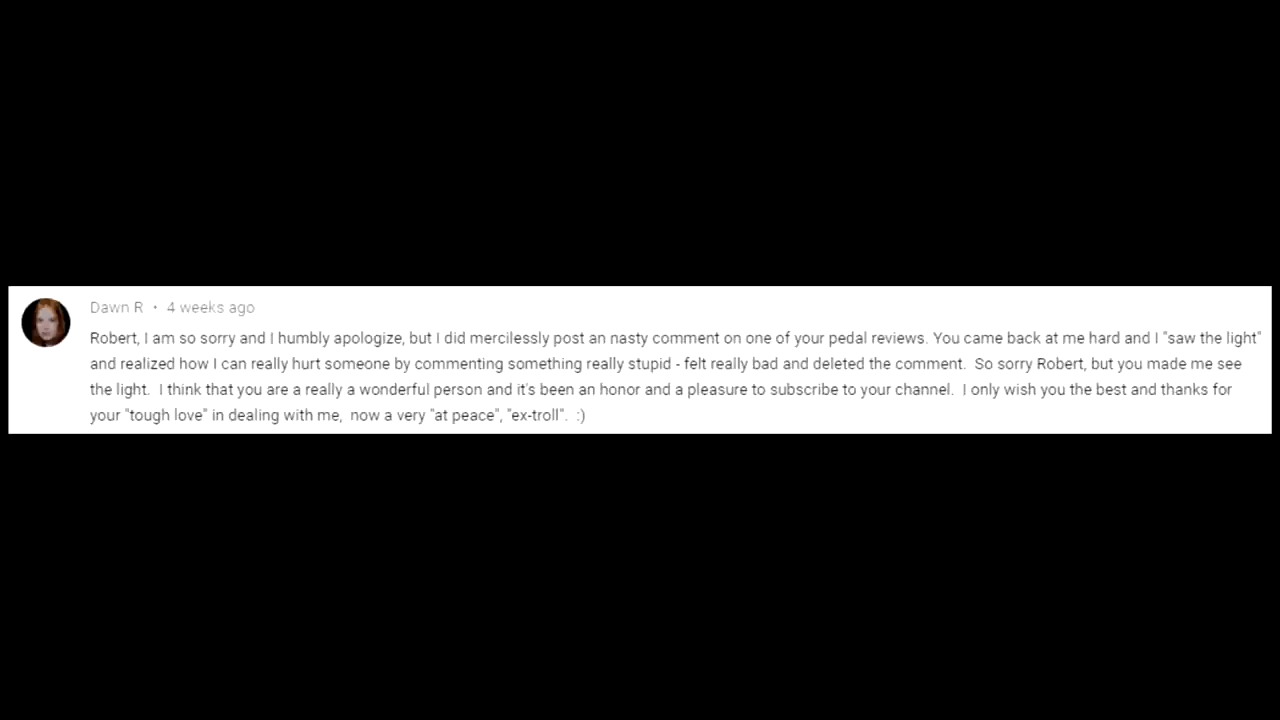 Dawn R • 4 weeks ago
Robert, I am so sorry and I humbly apologize, but I did mercilessly post an nasty comment on one of your pedal reviews. You came back at me hard and I "saw the light"
and realized how I can really hurt someone by commenting something really stupid - felt really bad and deleted the comment.  So sorry Robert, but you made me see
the light.  I think that you are a really a wonderful person and it's been an honor and a pleasure to subscribe to your channel.  I only wish you the best and thanks for
your "tough love" in dealing with me,  now a very "at peace", "ex-troll".  :)